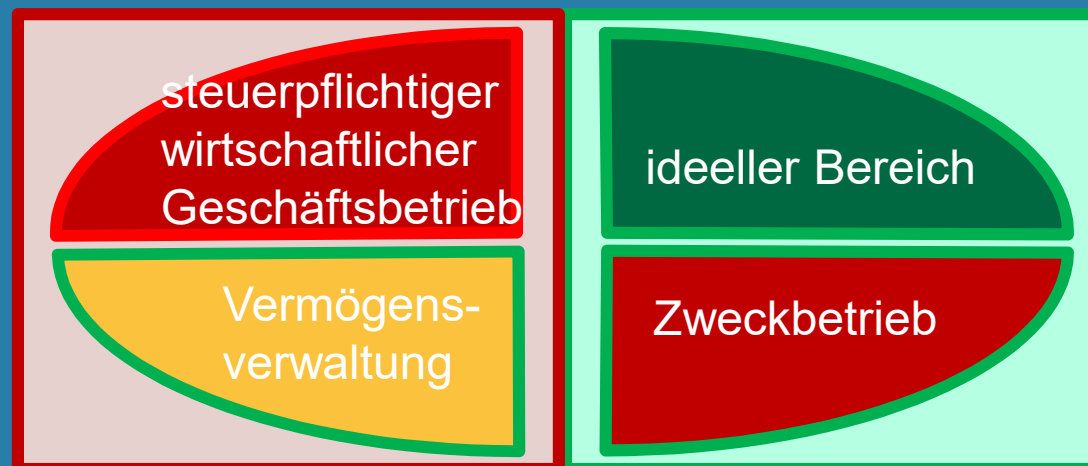 steuerpflichtiger
wirtschaftlicher
Geschäftsbetrieb
ideeller Bereich
Vermögens-
verwaltung
Zweckbetrieb